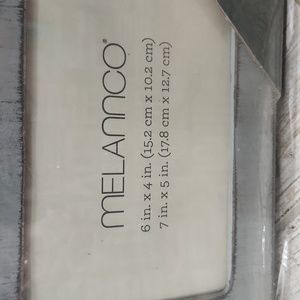 MELANNCO®
6 in. x 4 in. (15.2 cm x 10.2 cm)
7 in. x 5 in. (17.8 cm x 12.7 cm)